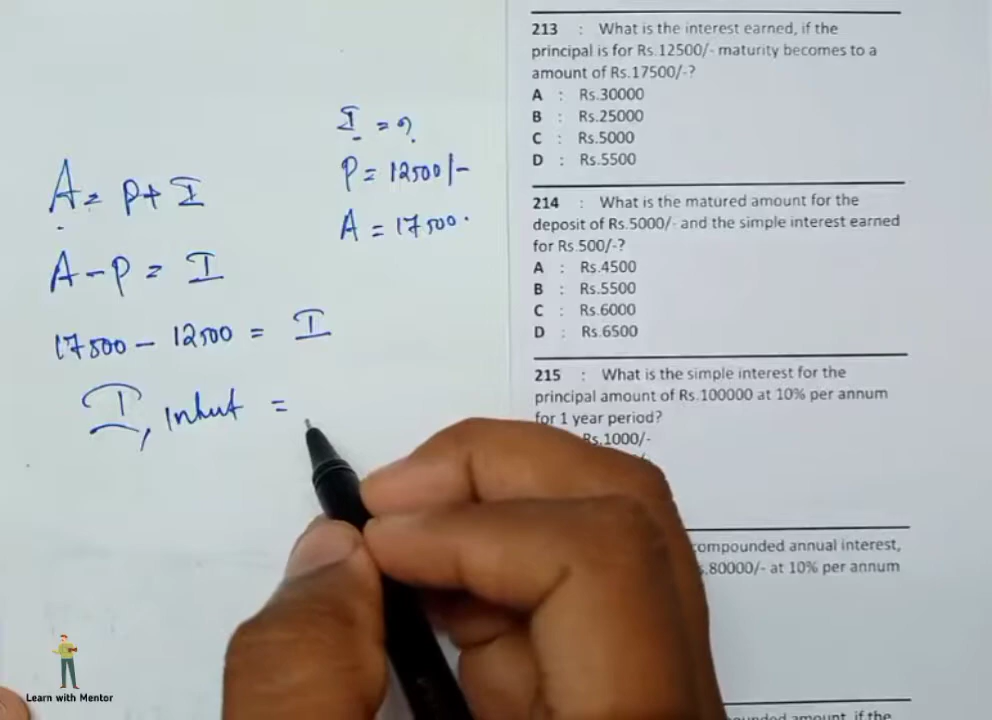 I = ?
P = 12500/-
A = 17500.
A = P + I
A - P = I
17500 - 12500 = I
I, =
213 : What is the interest earned, if the
principal is for Rs.12500/- maturity becomes to a
amount of Rs.17500/-?
A : Rs.30000
B : Rs.25000
C : Rs.5000
D : Rs.5500
214 : What is the matured amount for the
deposit of Rs.5000/- and the simple interest earned
for Rs.500/-?
A : Rs.4500
B : Rs.5500
C : Rs.6000
D : Rs.6500
215 : What is the simple interest for the
principal amount of Rs.100000 at 10% per annum
for 1 year period?
Rs.1000/-
compounded annual interest,
.80000/- at 10% per annum
amount, if the
Learn with Mentor